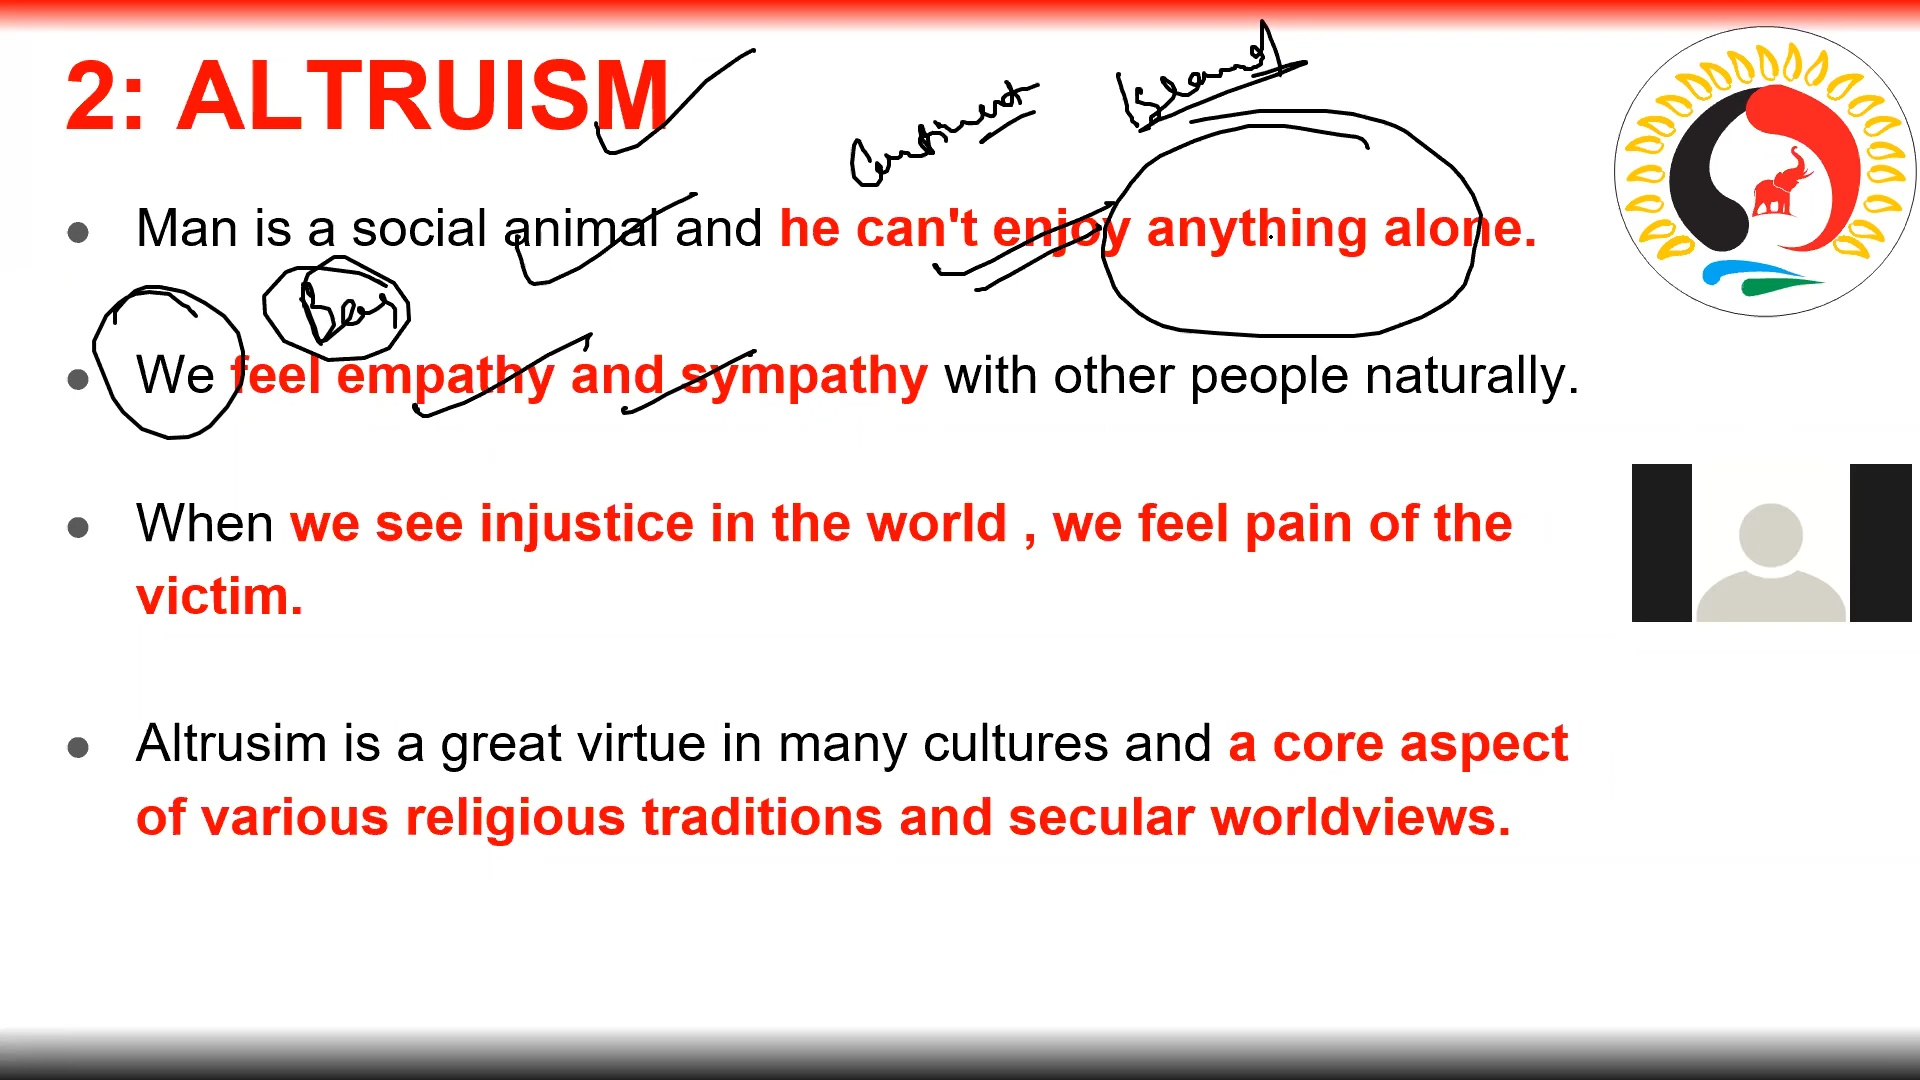 2: ALTRUISM
Continent
Island
Man is a social animal and he can't enjoy anything alone.
We feel empathy and sympathy with other people naturally.
When we see injustice in the world , we feel pain of the
victim.
Altrusim is a great virtue in many cultures and a core aspect
of various religious traditions and secular worldviews.